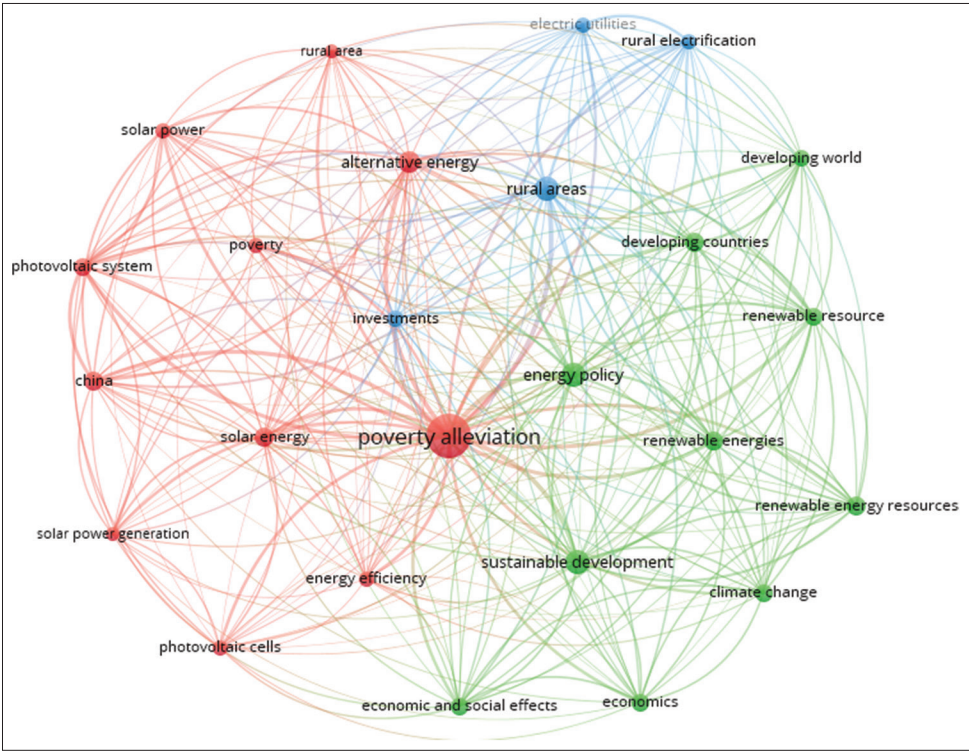 electric utilities
rural electrification
rural area
solar power
alternative energy
developing world
rural areas
poverty
developing countries
photovoltaic system
investments
renewable resource
china
energy policy
solar energy
poverty alleviation
renewable energies
renewable energy resources
solar power generation
sustainable development
energy efficiency
climate change
photovoltaic cells
economic and social effects
economics